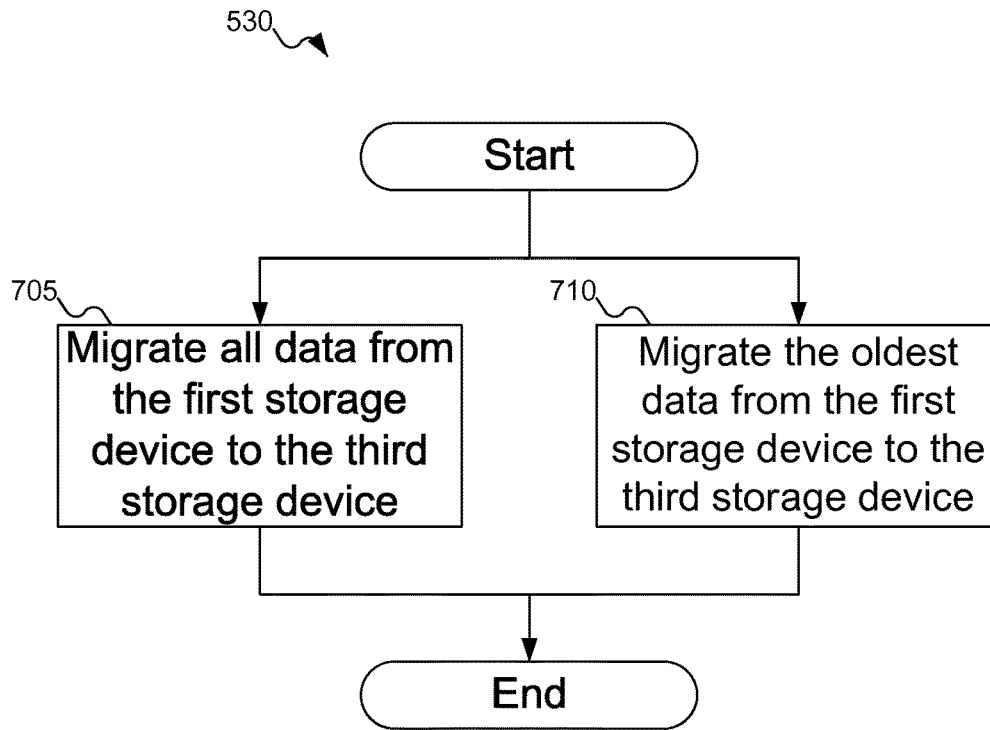 530
Start
705
Migrate all data from
the first storage
device to the third
storage device
710
Migrate the oldest
data from the first
storage device to the
third storage device
End